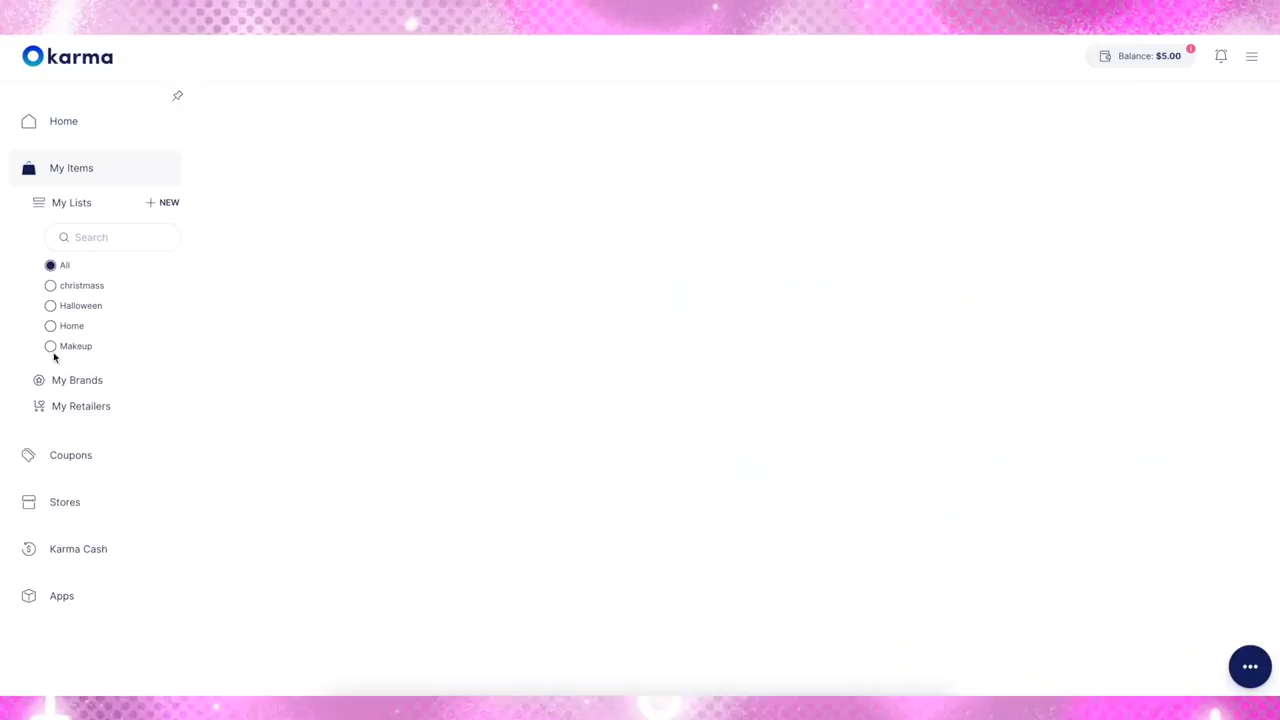 karma
Balance: $5.00
Home
My Items
My Lists
NEW
Search
All
christmass
Halloween
Home
Makeup
My Brands
My Retailers
Coupons
Stores
Karma Cash
Apps